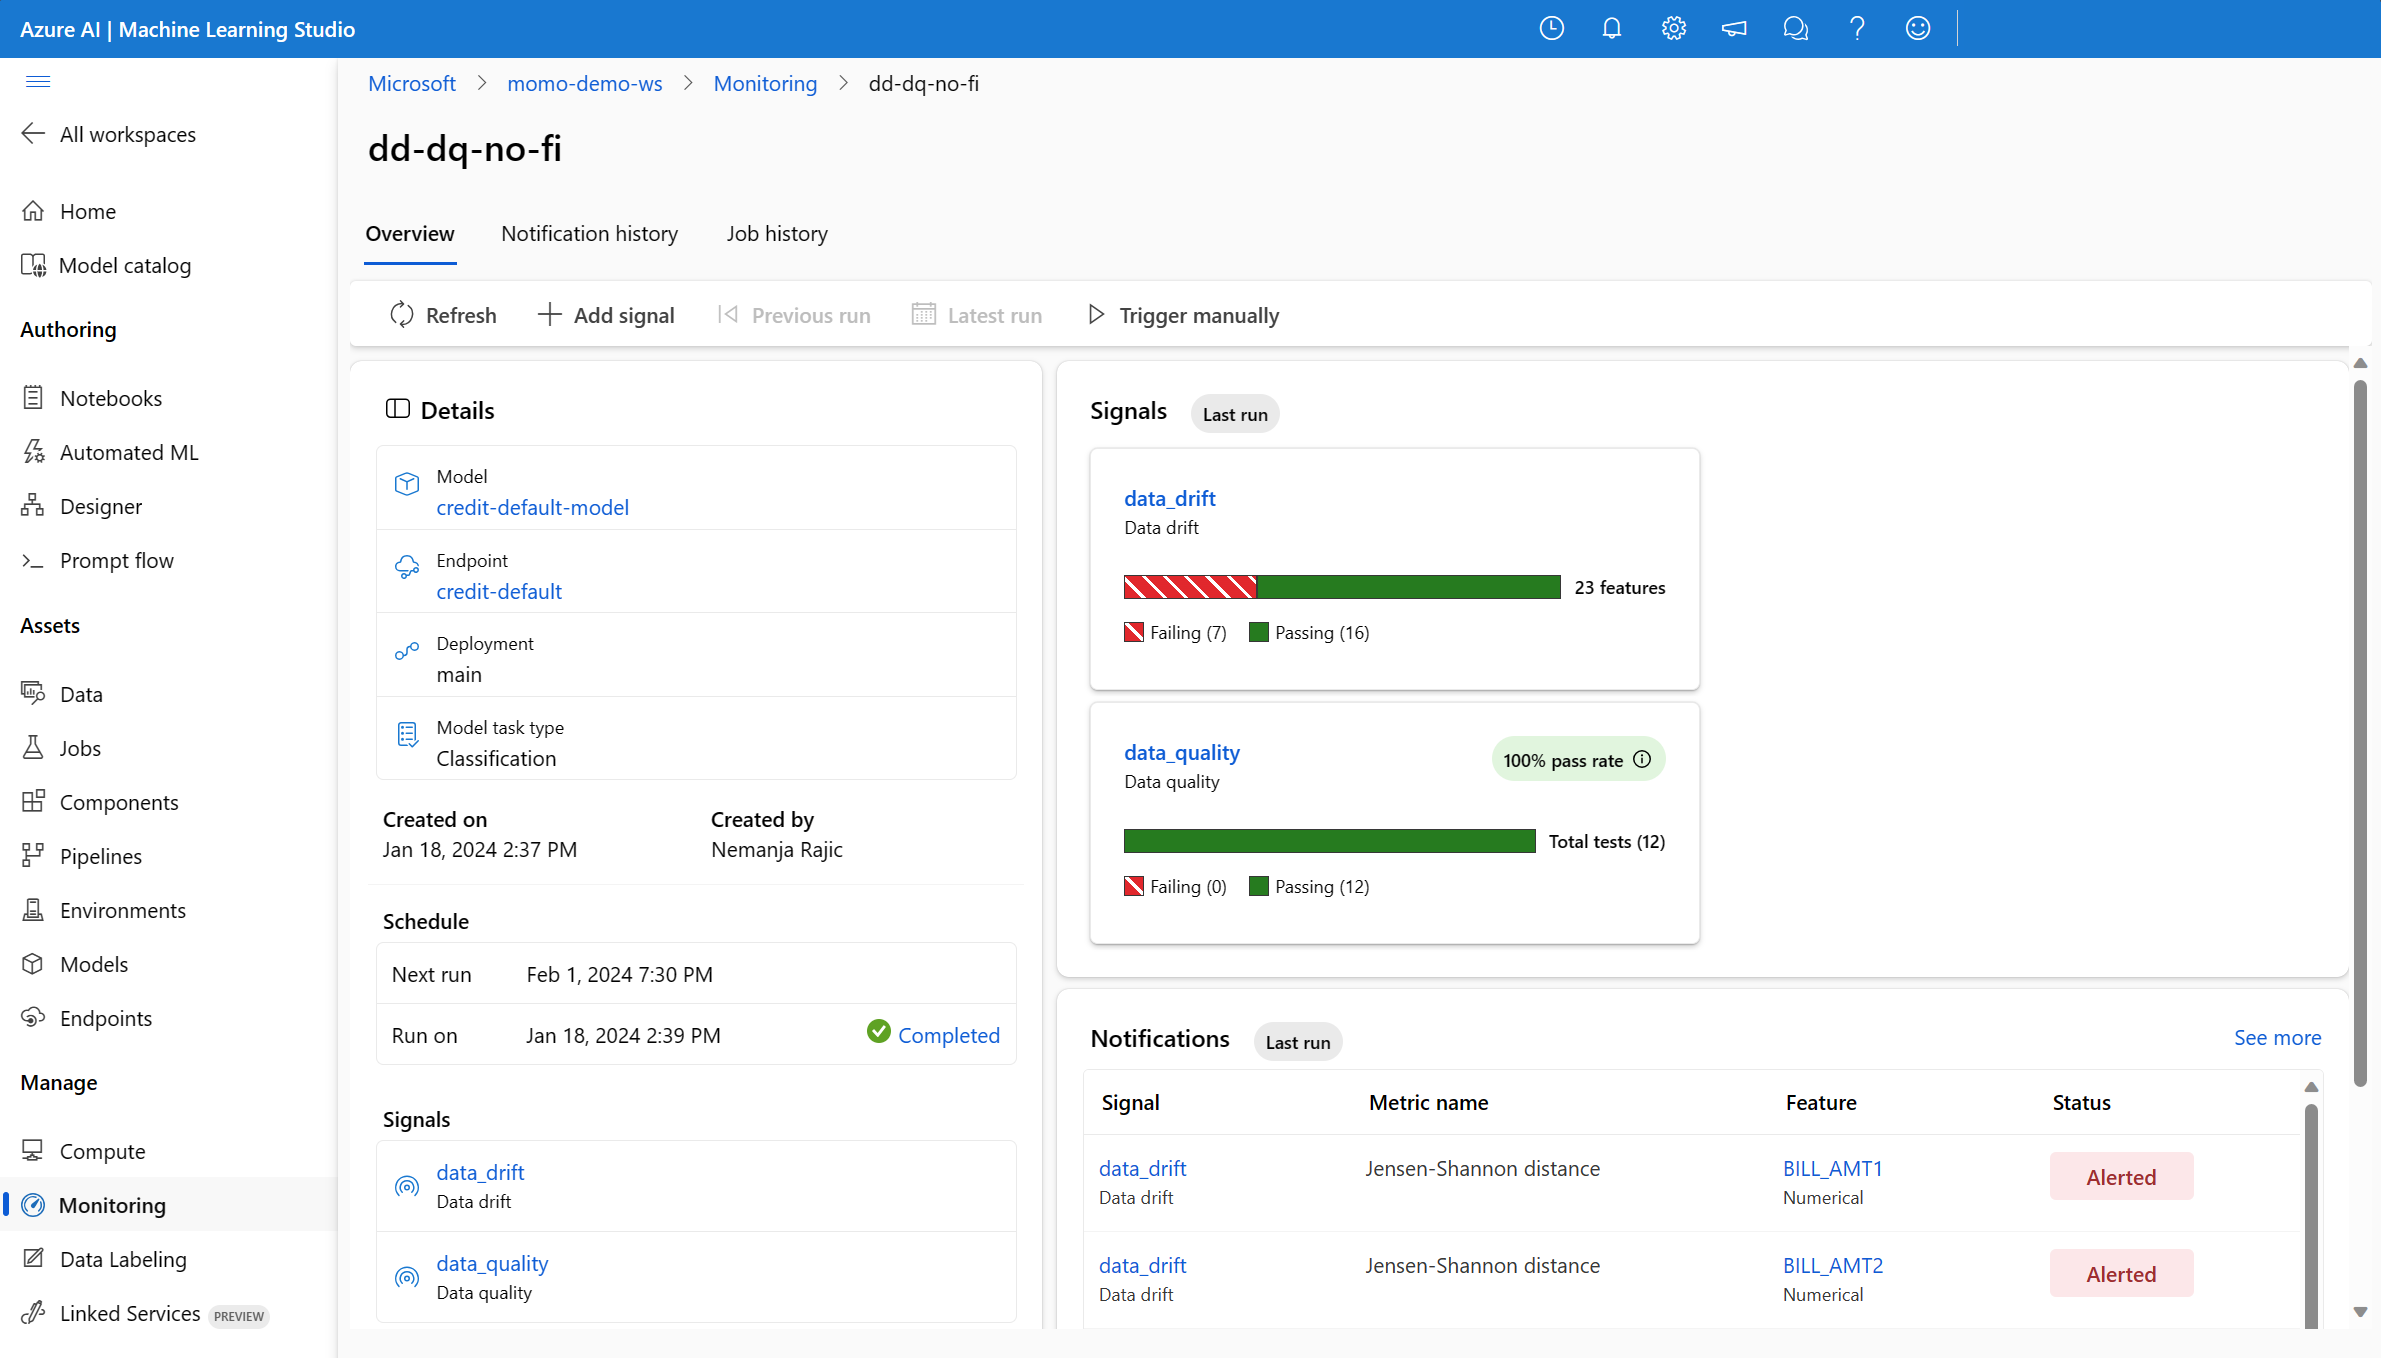 Azure AI | Machine Learning Studio
Microsoft > momo-demo-ws > Monitoring > dd-dq-no-fi
All workspaces
Home
Model catalog
Authoring
Notebooks
Automated ML
Designer
Prompt flow
Assets
Data
Jobs
Components
Pipelines
Environments
Models
Endpoints
Manage
Compute
Monitoring
Data Labeling
Linked Services PREVIEW
dd-dq-no-fi
Overview Notification history Job history
Refresh Add signal Previous run Latest run Trigger manually
Details
Model
credit-default-model
Endpoint
credit-default
Deployment
main
Model task type
Classification
Created on Created by
Jan 18, 2024 2:37 PM Nemanja Rajic
Schedule
Next run Feb 1, 2024 7:30 PM
Run on Jan 18, 2024 2:39 PM Completed
Signals
data_drift
Data drift
data_quality
Data quality
Signals Last run
data_drift
Data drift
23 features
Failing (7) Passing (16)
data_quality 100% pass rate
Data quality
Total tests (12)
Failing (0) Passing (12)
Notifications Last run See more
Signal Metric name Feature Status
data_drift Jensen-Shannon distance BILL_AMT1 Alerted
Data drift Numerical
data_drift Jensen-Shannon distance BILL_AMT2 Alerted
Data drift Numerical